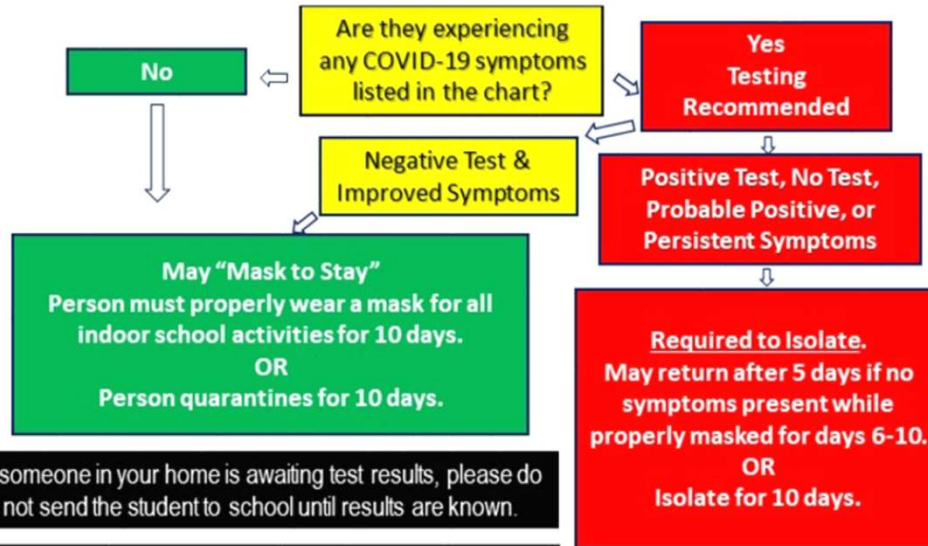 Are they experiencing
any COVID-19 symptoms
listed in the chart?
No
Yes
Testing
Recommended
Negative Test &
Improved Symptoms
Positive Test, No Test,
Probable Positive, or
Persistent Symptoms
May “Mask to Stay”
Person must properly wear a mask for all
indoor school activities for 10 days.
OR
Person quarantines for 10 days.
Required to Isolate.
May return after 5 days if no
symptoms present while
properly masked for days 6-10.
OR
Isolate for 10 days.
someone in your home is awaiting test results, please do
not send the student to school until results are known.